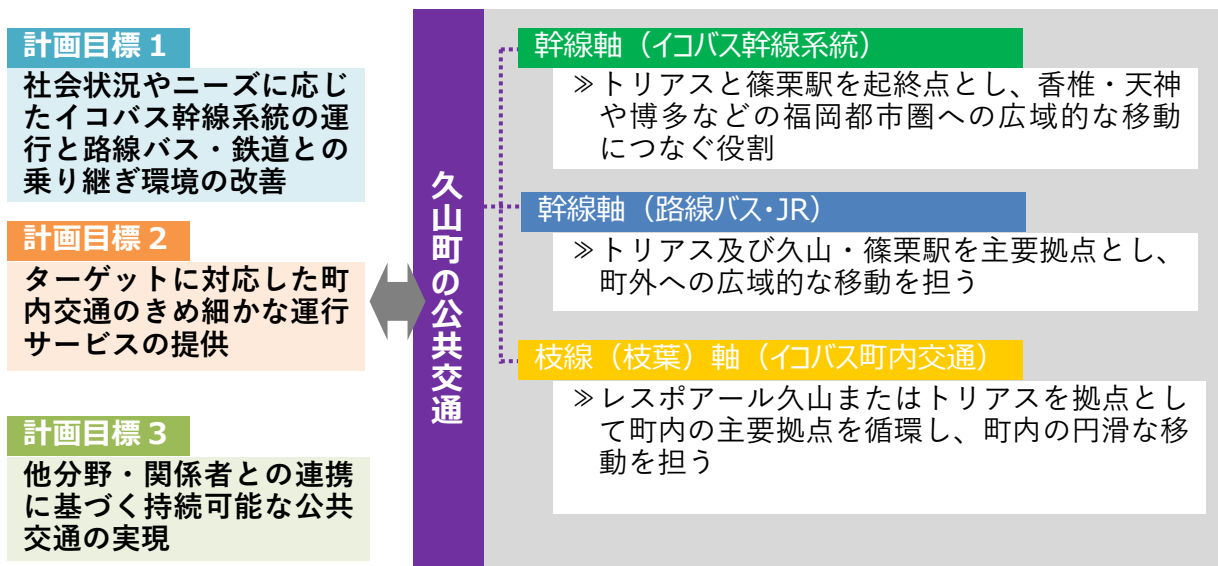 計画目標１
社会状況やニーズに応じ
たイコバス幹線系統の運
行と路線バス・鉄道との
乗り継ぎ環境の改善
計画目標２
ターゲットに対応した町
内交通のきめ細かな運行
サービスの提供
計画目標３
他分野・関係者との連携
に基づく持続可能な公共
交通の実現
久山町の公共交通
幹線軸（イコバス幹線系統）
≫トリアスと篠栗駅を起終点とし、香椎・天神
や博多などの福岡都市圏への広域的な移動
につなぐ役割
幹線軸（路線バス・JR）
≫トリアス及び久山・篠栗駅を主要拠点とし、
町外への広域的な移動を担う
枝線（枝葉）軸（イコバス町内交通）
≫レスポアール久山またはトリアスを拠点とし
て町内の主要拠点を循環し、町内の円滑な移
動を担う